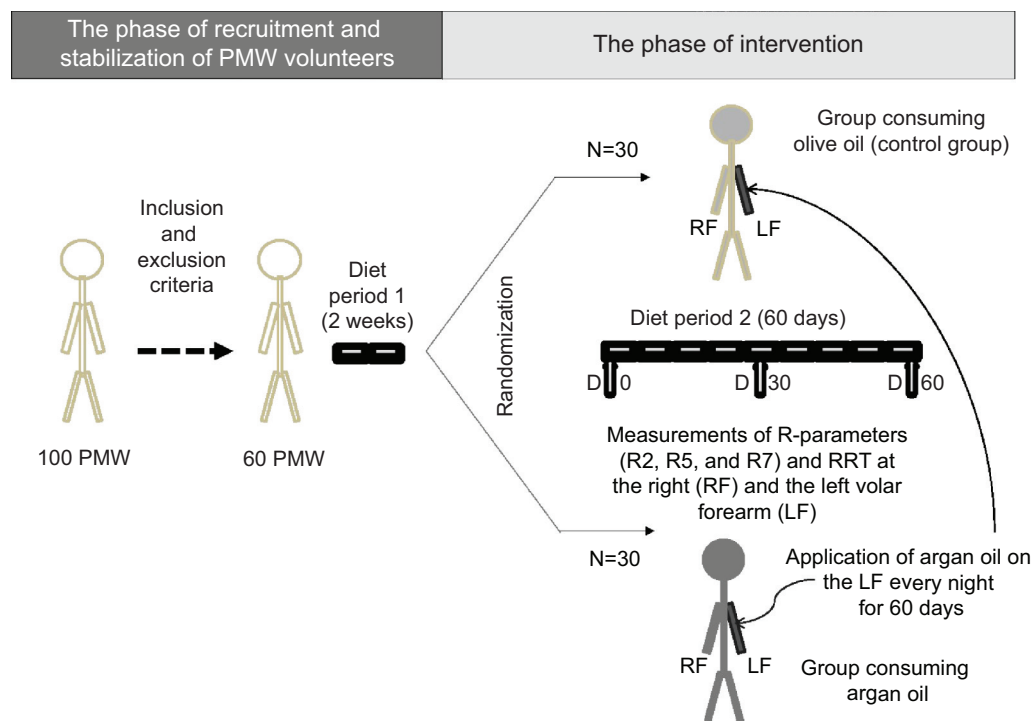 The phase of recruitment and
stabilization of PMW volunteers
The phase of intervention
Group consuming
olive oil (control group)
N=30
RF
LF
Inclusion
and
exclusion
criteria
Diet
period 1
(2 weeks)
Randomization
100 PMW
60 PMW
Diet period 2 (60 days)
D 0
D 30
D 60
Measurements of R-parameters
(R2, R5, and R7) and RRT at
the right (RF) and the left volar
forearm (LF)
N=30
Application of argan oil on
the LF every night
for 60 days
RF
LF
Group consuming
argan oil